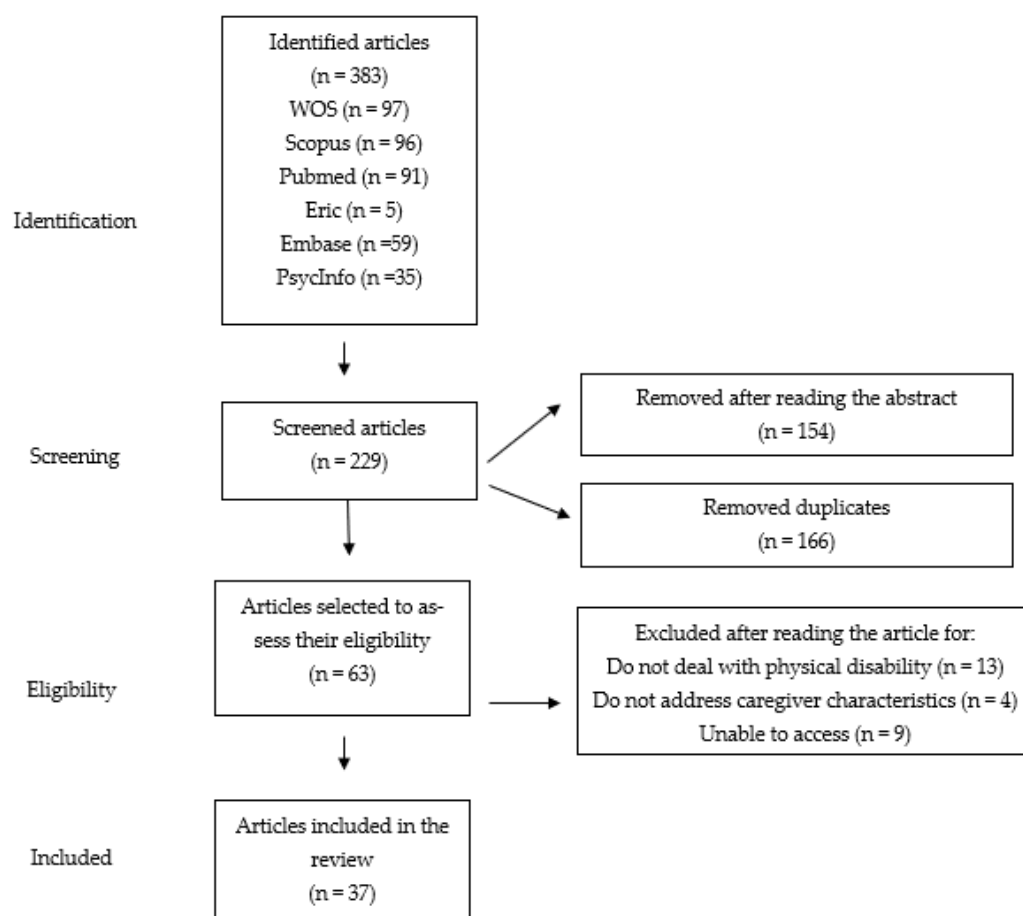 Identified articles
(n = 383)
WOS (n = 97)
Scopus (n = 96)
Pubmed (n = 91)
Eric (n = 5)
Embase (n =59)
PsycInfo (n =35)
Identification
Screened articles
(n = 229)
Removed after reading the abstract
(n = 154)
Screening
Removed duplicates
(n = 166)
Articles selected to as-
sess their eligibility
(n = 63)
Excluded after reading the article for:
Do not deal with physical disability (n = 13)
Do not address caregiver characteristics (n = 4)
Unable to access (n = 9)
Eligibility
Articles included in the
review
(n = 37)
Included